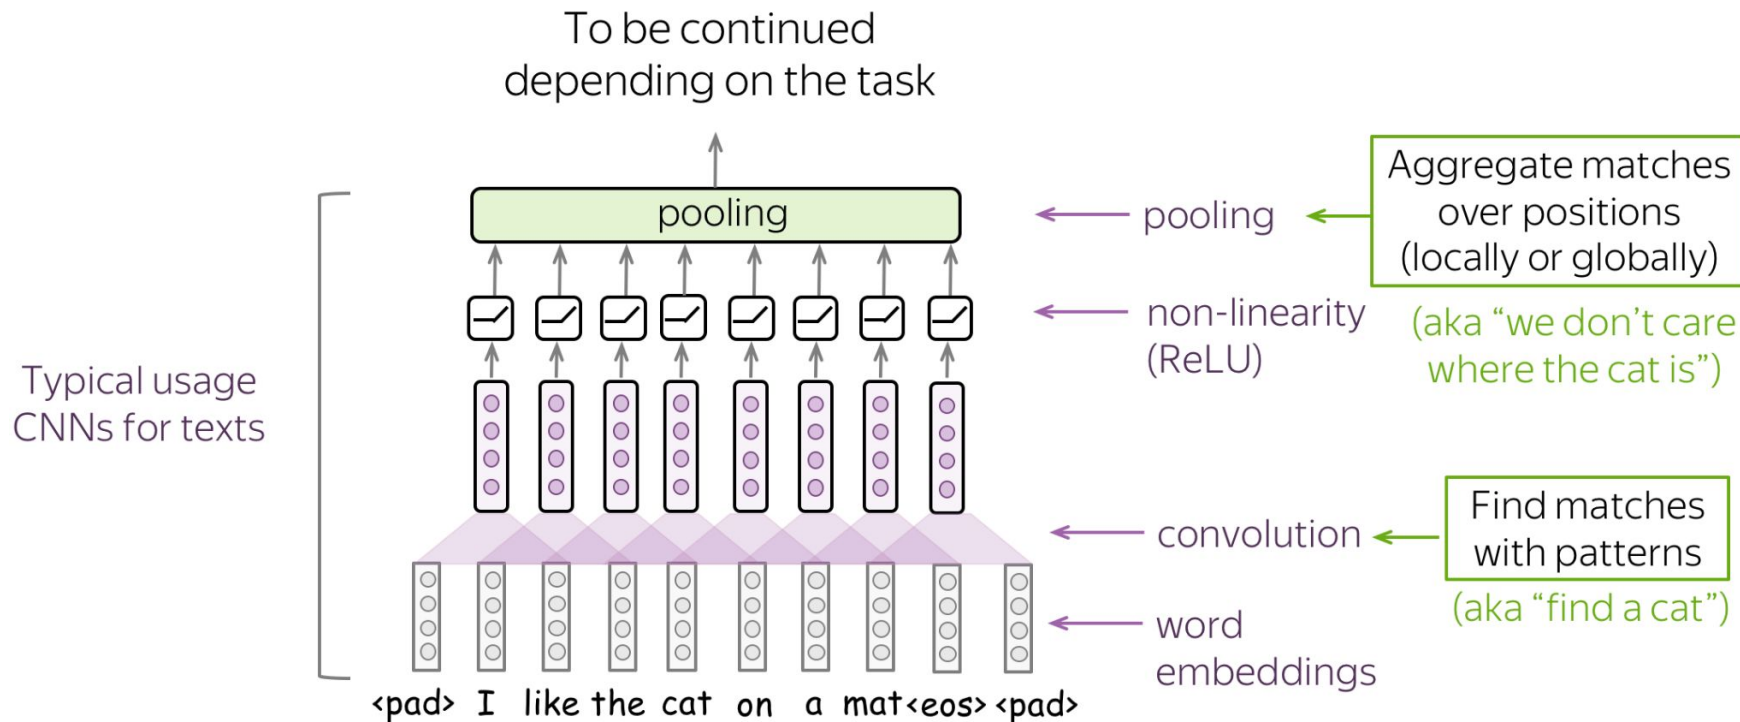 To be continued
depending on the task
pooling
pooling
Aggregate matches
over positions
(locally or globally)
non-linearity
(ReLU)
(aka “we don’t care
where the cat is”)
Typical usage
CNNs for texts
convolution
Find matches
with patterns
(aka “find a cat”)
word
embeddings
<pad> I like the cat on a mat <eos> <pad>